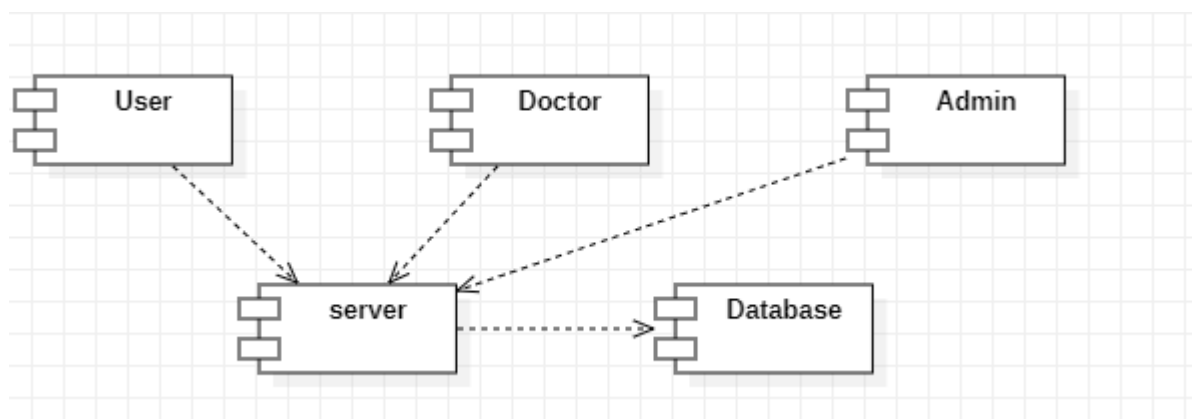 User
Doctor
Admin
server
Database